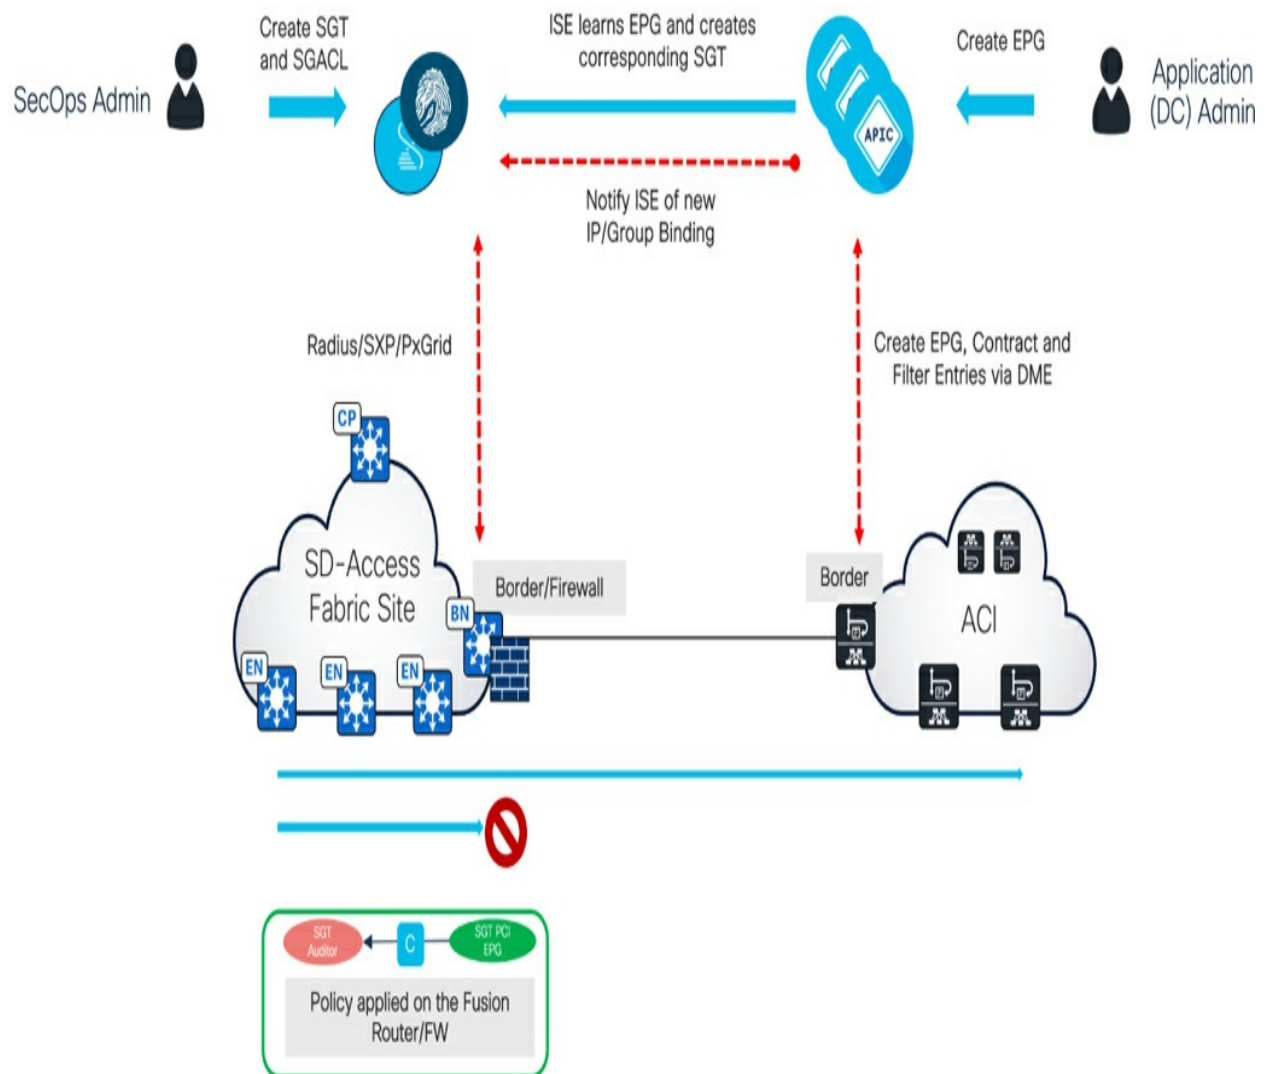 SecOps Admin
Create SGT
and SGACL
ISE learns EPG and creates
corresponding SGT
Create EPG
Application
(DC) Admin
APIC
Notify ISE of new
IP/Group Binding
Radius/SXP/PxGrid
Create EPG, Contract and
Filter Entries via DME
CP
SD-Access
Fabric Site
Border/Firewall
Border
BN
ACI
EN
EN
EN
SGT
Auditor
C
SGT PCI
EPG
Policy applied on the Fusion
Router/FW